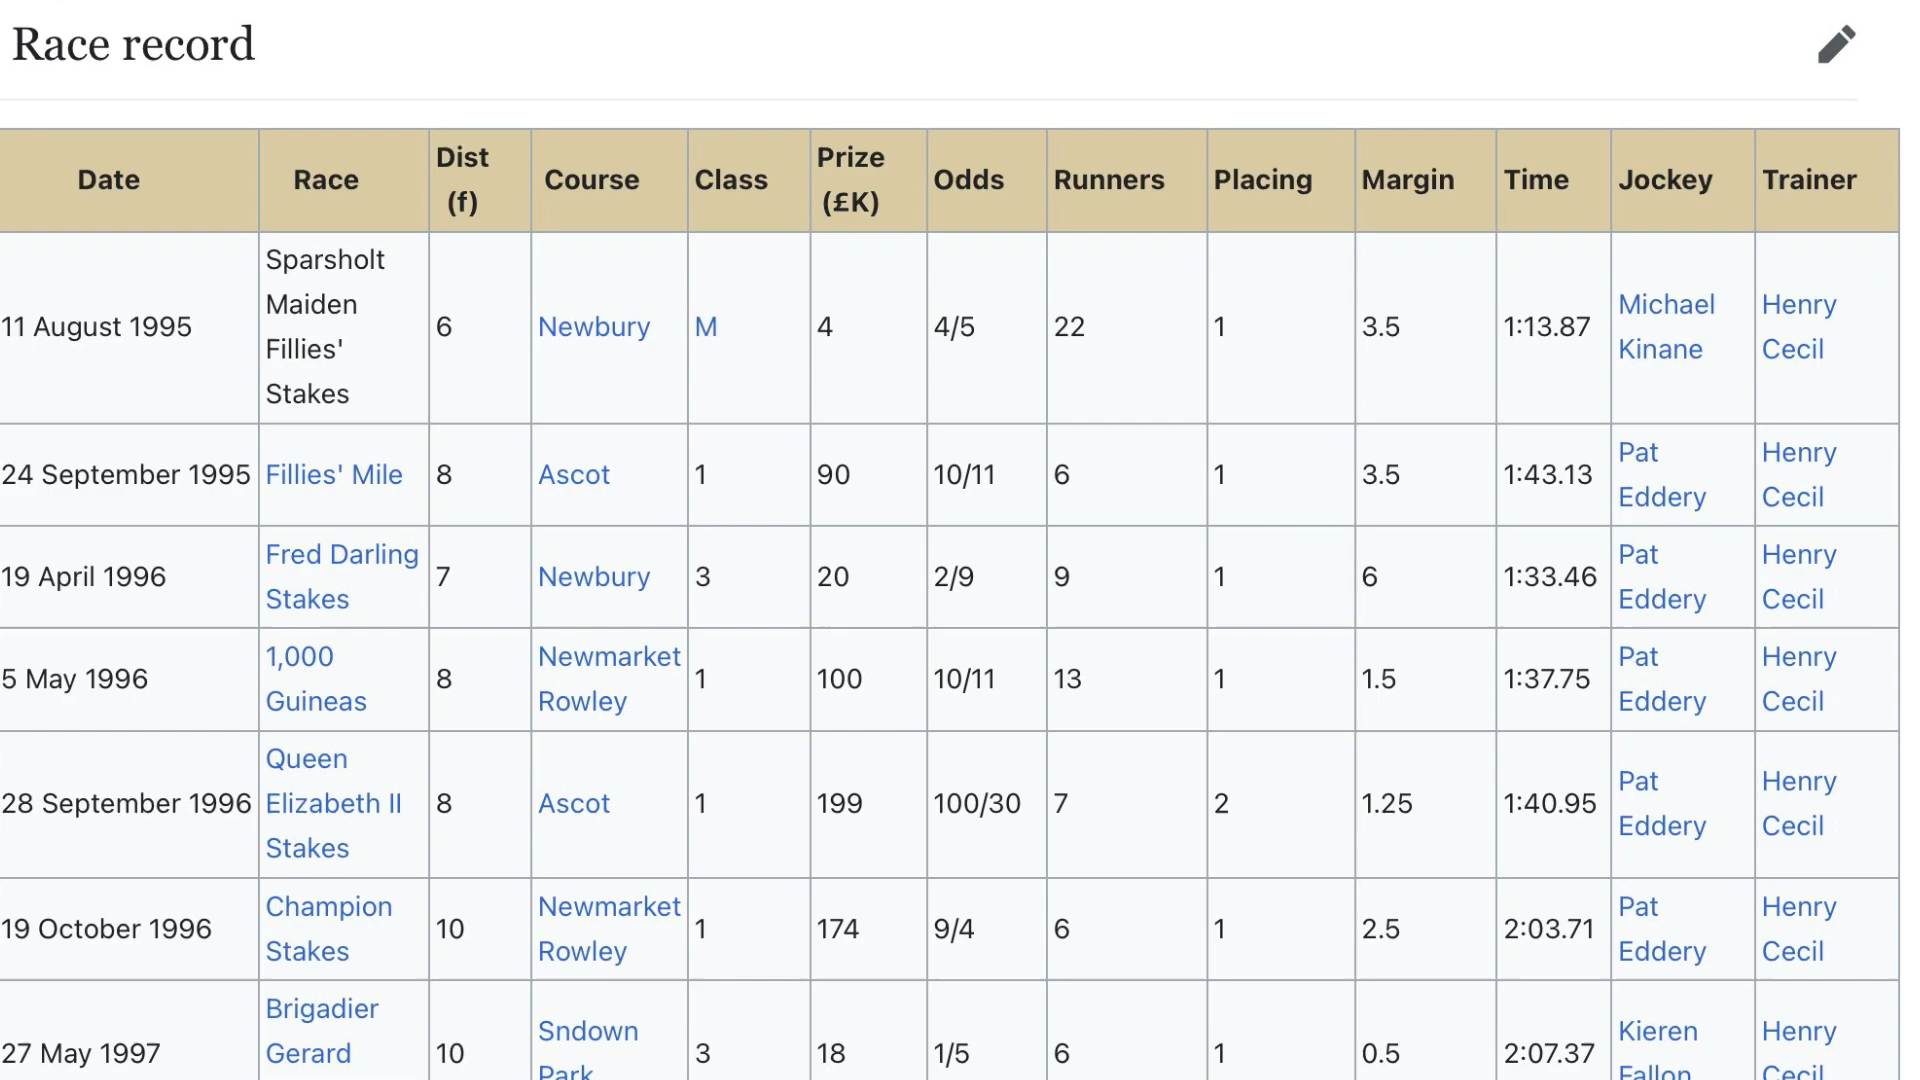 Race record
Date Race Dist (f) Course Class Prize (£K) Odds Runners Placing Margin Time Jockey Trainer
11 August 1995 Sparsholt Maiden Fillies' Stakes 6 Newbury M 4 4/5 22 1 3.5 1:13.87 Michael Kinane Henry Cecil
24 September 1995 Fillies' Mile 8 Ascot 1 90 10/11 6 1 3.5 1:43.13 Pat Eddery Henry Cecil
19 April 1996 Fred Darling Stakes 7 Newbury 3 20 2/9 9 1 6 1:33.46 Pat Eddery Henry Cecil
5 May 1996 1,000 Guineas 8 Newmarket Rowley 1 100 10/11 13 1 1.5 1:37.75 Pat Eddery Henry Cecil
28 September 1996 Queen Elizabeth II Stakes 8 Ascot 1 199 100/30 7 2 1.25 1:40.95 Pat Eddery Henry Cecil
19 October 1996 Champion Stakes 10 Newmarket Rowley 1 174 9/4 6 1 2.5 2:03.71 Pat Eddery Henry Cecil
27 May 1997 Brigadier Gerard 10 Sndown Park 3 18 1/5 6 1 0.5 2:07.37 Kieren Fallon Henry Cecil